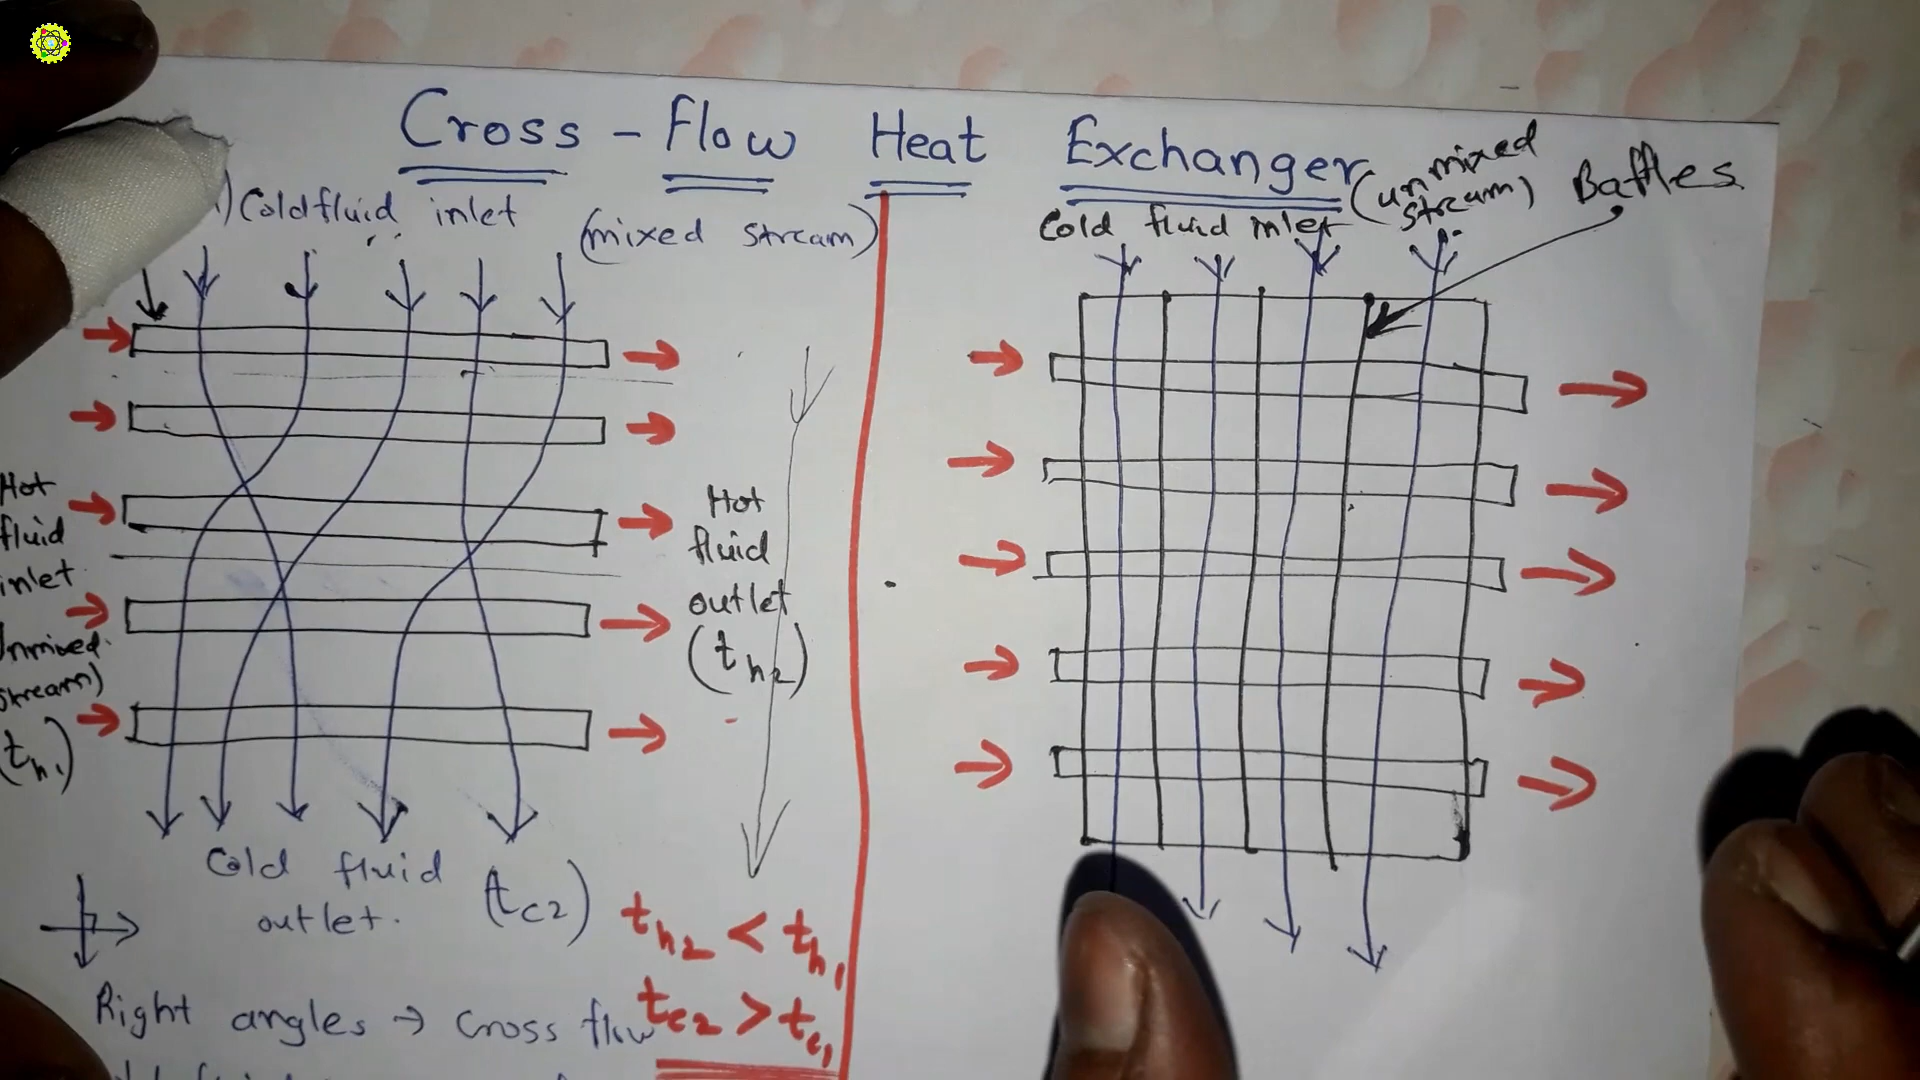 Cross - Flow Heat Exchanger
(unmixed
stream)
Baffles
) Cold fluid inlet
(mixed stream)
Cold fluid inlet
Hot
fluid
inlet
Unmixed
stream)
(th1)
Hot
fluid
outlet
(th2)
Cold fluid
outlet.
(tc2)
th2 < th1
tc2 > tc1
Right angles → Cross flow